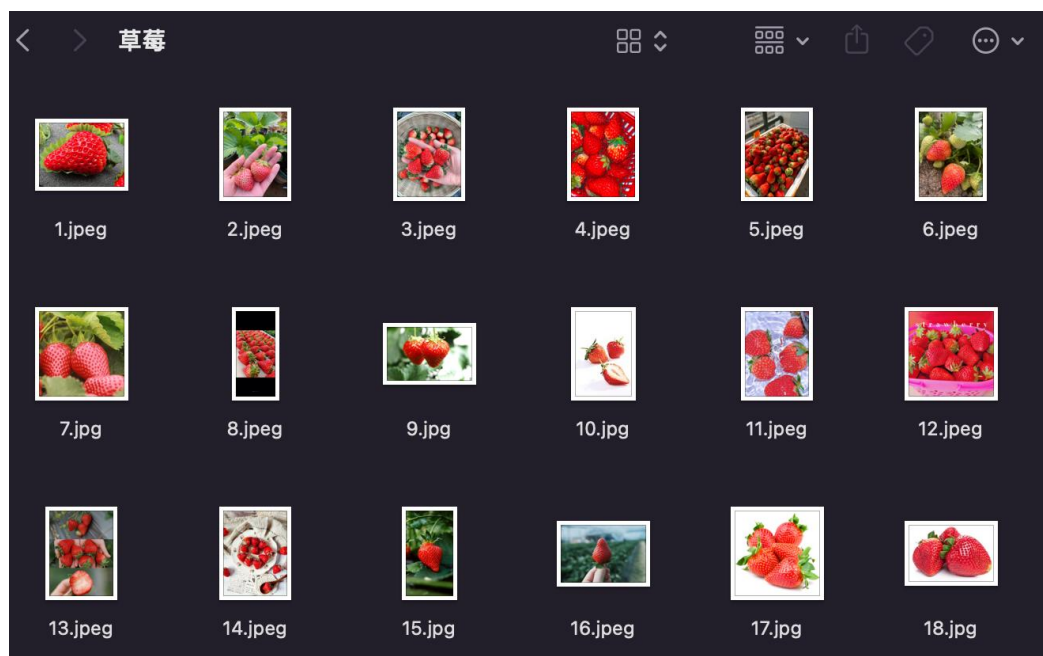 草莓
1.jpeg 2.jpeg 3.jpeg 4.jpeg 5.jpeg 6.jpeg
strawberry
7.jpg 8.jpeg 9.jpg 10.jpg 11.jpeg 12.jpeg
13.jpeg 14.jpeg 15.jpg 16.jpeg 17.jpg 18.jpg